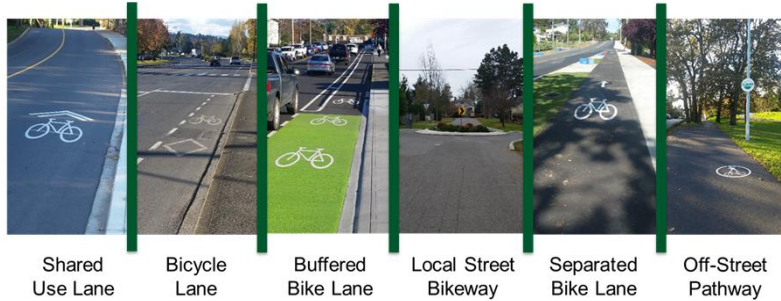 Shared
Use Lane
Bicycle
Lane
Buffered
Bike Lane
Local Street
Bikeway
Separated
Bike Lane
Off-Street
Pathway